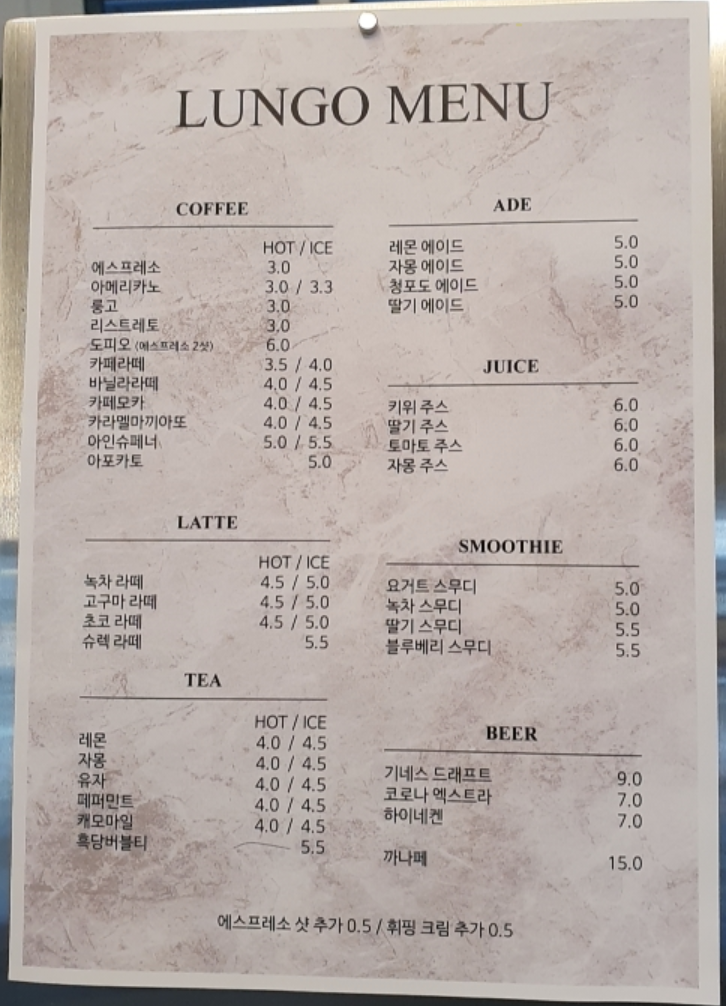 LUNGO MENU
COFFEE
HOT / ICE
에스프레소 3.0
아메리카노 3.0 / 3.3
룽고 3.0
리스트레토 3.0
도피오 (에스프레소 2샷) 6.0
카페라떼 3.5 / 4.0
바닐라라떼 4.0 / 4.5
카페모카 4.0 / 4.5
카라멜마끼아또 4.0 / 4.5
아인슈페너 5.0 / 5.5
아포카토 5.0
LATTE
HOT / ICE
녹차 라떼 4.5 / 5.0
고구마 라떼 4.5 / 5.0
초코 라떼 4.5 / 5.0
슈렉 라떼 5.5
TEA
HOT / ICE
레몬 4.0 / 4.5
자몽 4.0 / 4.5
유자 4.0 / 4.5
페퍼민트 4.0 / 4.5
캐모마일 4.0 / 4.5
흑당버블티 5.5
ADE
레몬 에이드 5.0
자몽 에이드 5.0
청포도 에이드 5.0
딸기 에이드 5.0
JUICE
키위 주스 6.0
딸기 주스 6.0
토마토 주스 6.0
자몽 주스 6.0
SMOOTHIE
요거트 스무디 5.0
녹차 스무디 5.0
딸기 스무디 5.5
블루베리 스무디 5.5
BEER
기네스 드래프트 9.0
코로나 엑스트라 7.0
하이네켄 7.0
까나페 15.0
에스프레소 샷 추가 0.5 / 휘핑 크림 추가 0.5